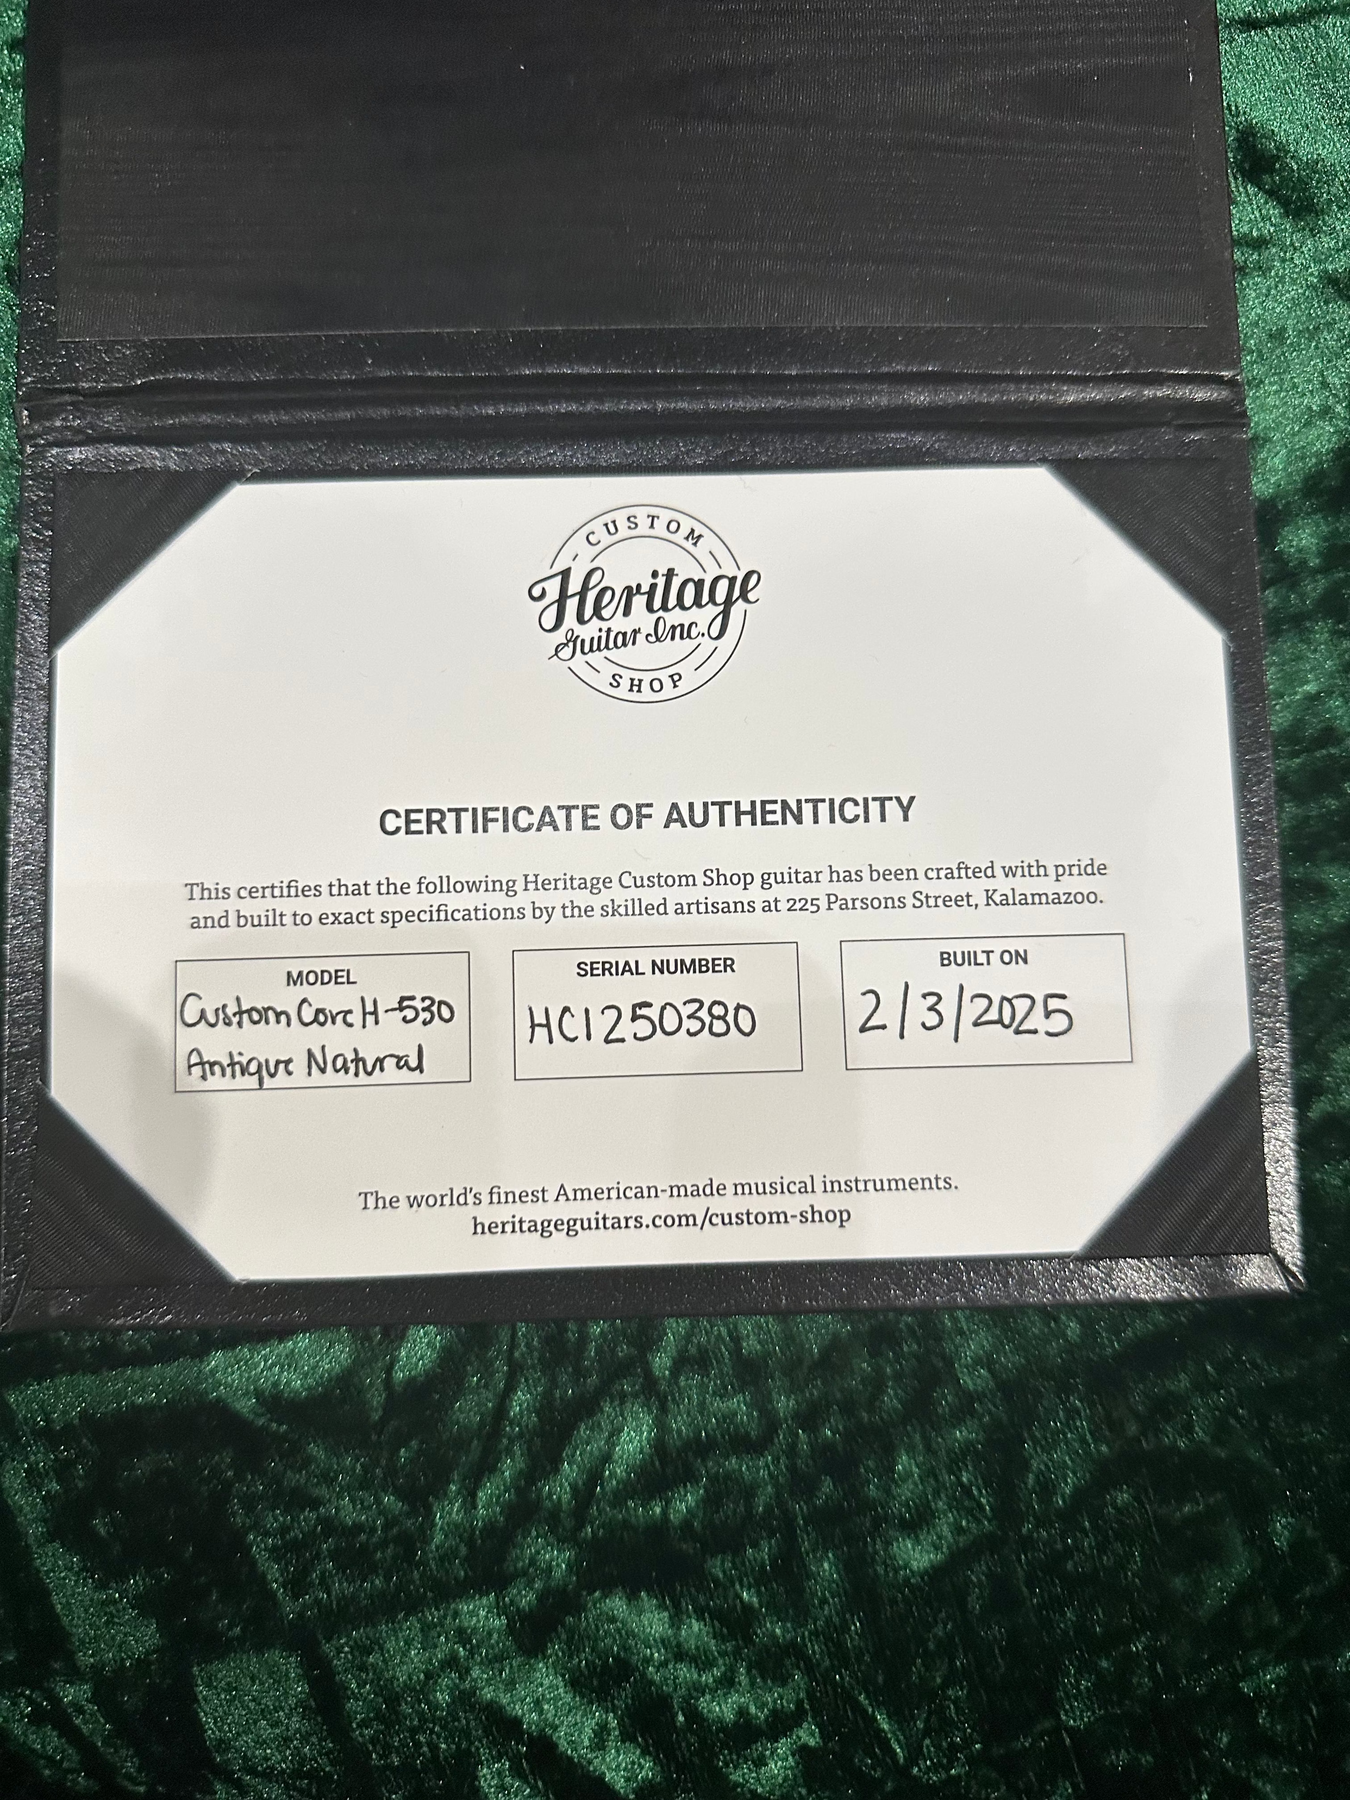 CUSTOM
Heritage
Guitar Inc.
SHOP
CERTIFICATE OF AUTHENTICITY
This certifies that the following Heritage Custom Shop guitar has been crafted with pride
and built to exact specifications by the skilled artisans at 225 Parsons Street, Kalamazoo.
MODEL
Custom Core H-530
Antique Natural
SERIAL NUMBER
HC1250380
BUILT ON
2/3/2025
The world's finest American-made musical instruments.
heritageguitars.com/custom-shop